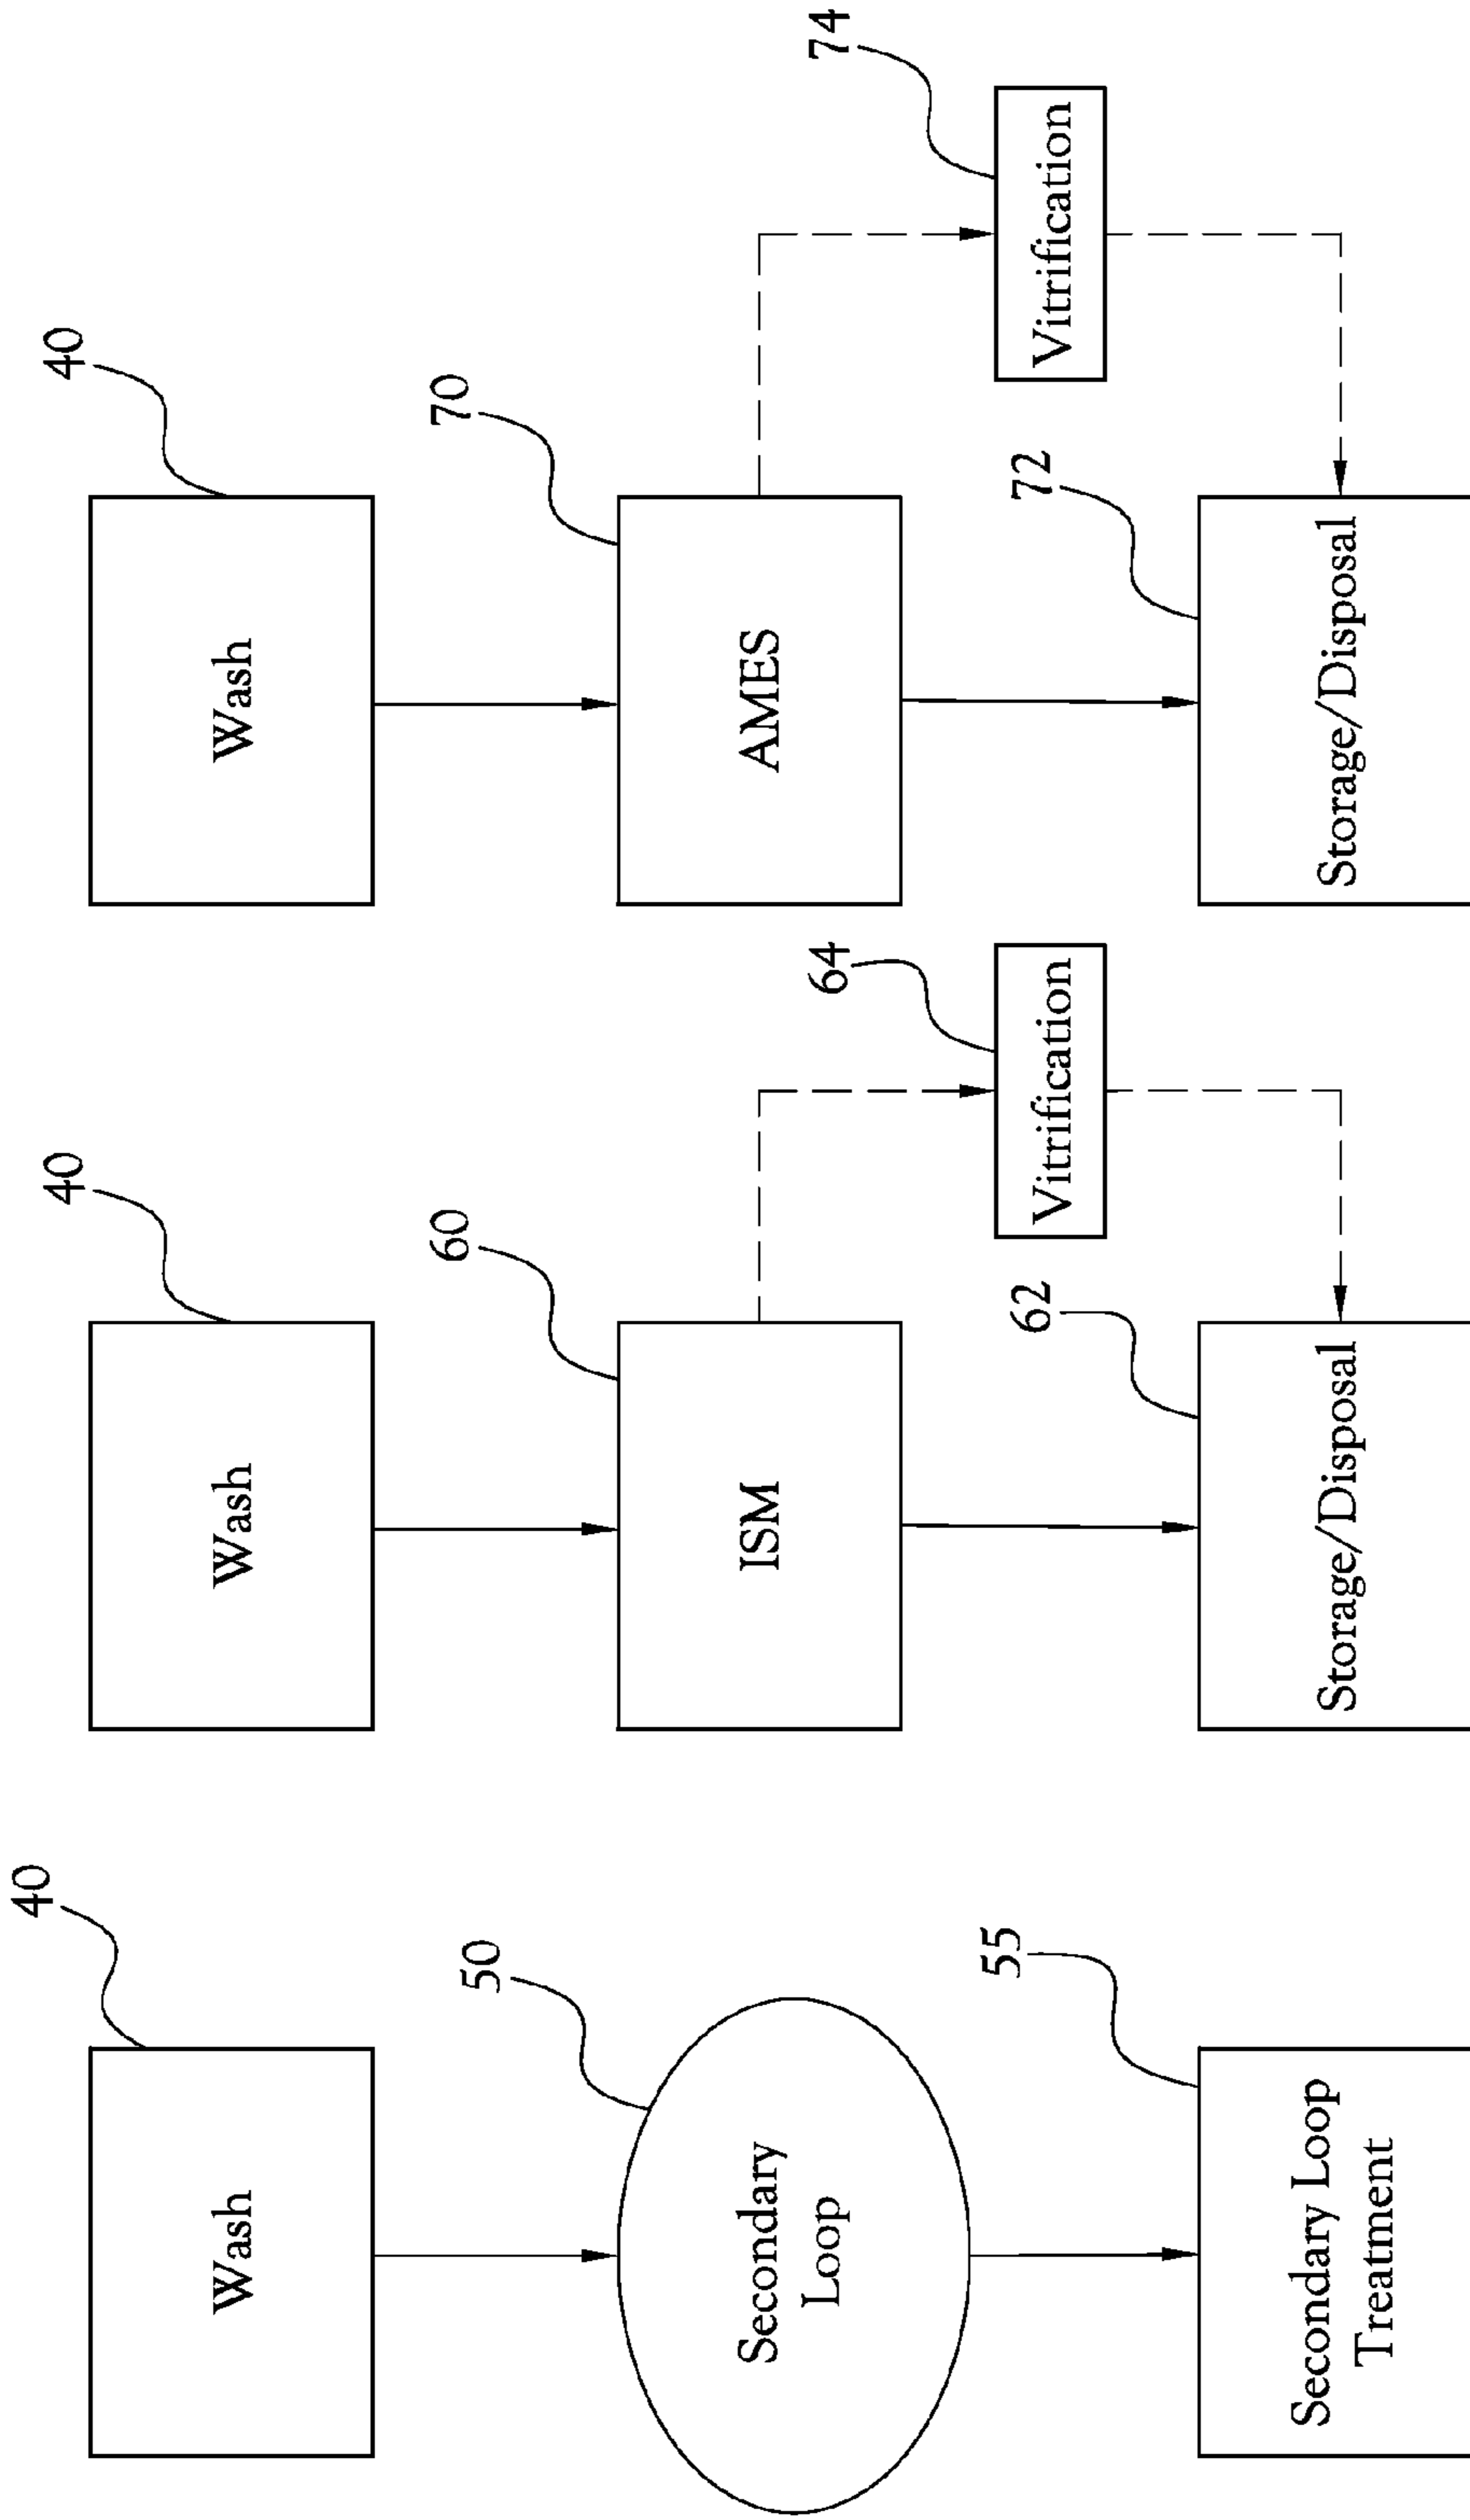 40
Wash
50
Secondary
Loop
55
Secondary Loop
Treatment
40
Wash
60
ISM
64
Vitrification
62
Storage/Disposal
40
Wash
70
AMES
74
Vitrification
72
Storage/Disposal